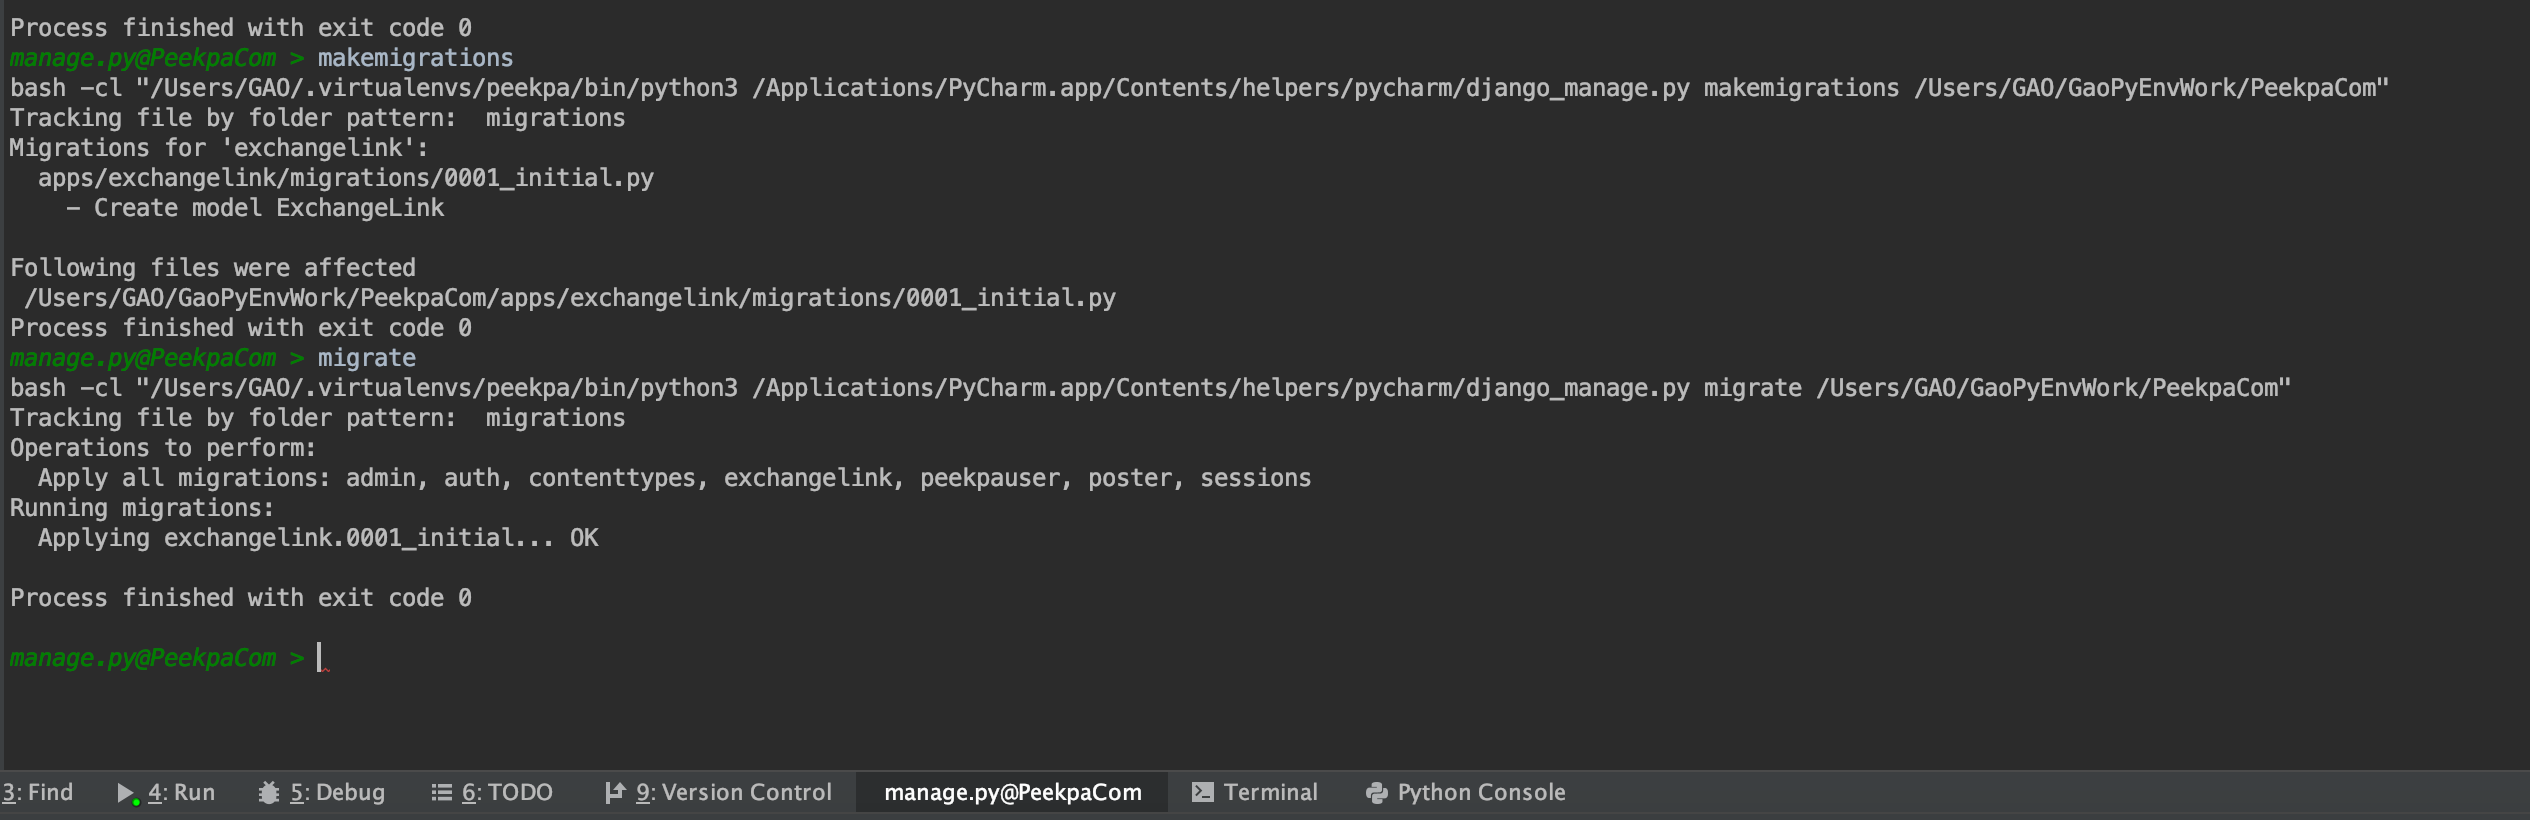 Process finished with exit code 0
manage.py@PeekpaCom > makemigrations
bash -cl "/Users/GAO/.virtualenvs/peekpa/bin/python3 /Applications/PyCharm.app/Contents/helpers/pycharm/django_manage.py makemigrations /Users/GAO/GaoPyEnvWork/PeekpaCom"
Tracking file by folder pattern:  migrations
Migrations for 'exchangelink':
  apps/exchangelink/migrations/0001_initial.py
    - Create model ExchangeLink
Following files were affected
 /Users/GAO/GaoPyEnvWork/PeekpaCom/apps/exchangelink/migrations/0001_initial.py
Process finished with exit code 0
manage.py@PeekpaCom > migrate
bash -cl "/Users/GAO/.virtualenvs/peekpa/bin/python3 /Applications/PyCharm.app/Contents/helpers/pycharm/django_manage.py migrate /Users/GAO/GaoPyEnvWork/PeekpaCom"
Tracking file by folder pattern:  migrations
Operations to perform:
  Apply all migrations: admin, auth, contenttypes, exchangelink, peekpauser, poster, sessions
Running migrations:
  Applying exchangelink.0001_initial... OK
Process finished with exit code 0
manage.py@PeekpaCom >
3: Find 4: Run 5: Debug 6: TODO 9: Version Control manage.py@PeekpaCom Terminal Python Console